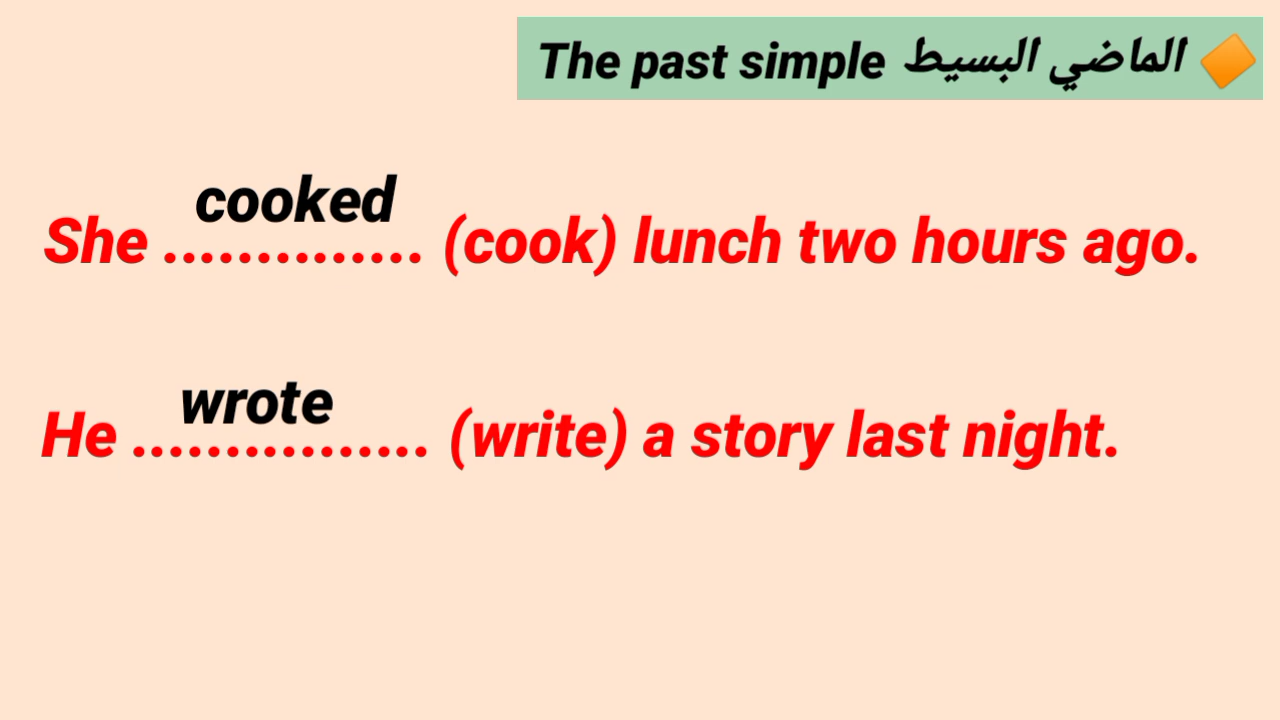 The past simple الماضي البسيط 🔶
cooked
She .............. (cook) lunch two hours ago.
wrote
He ................ (write) a story last night.